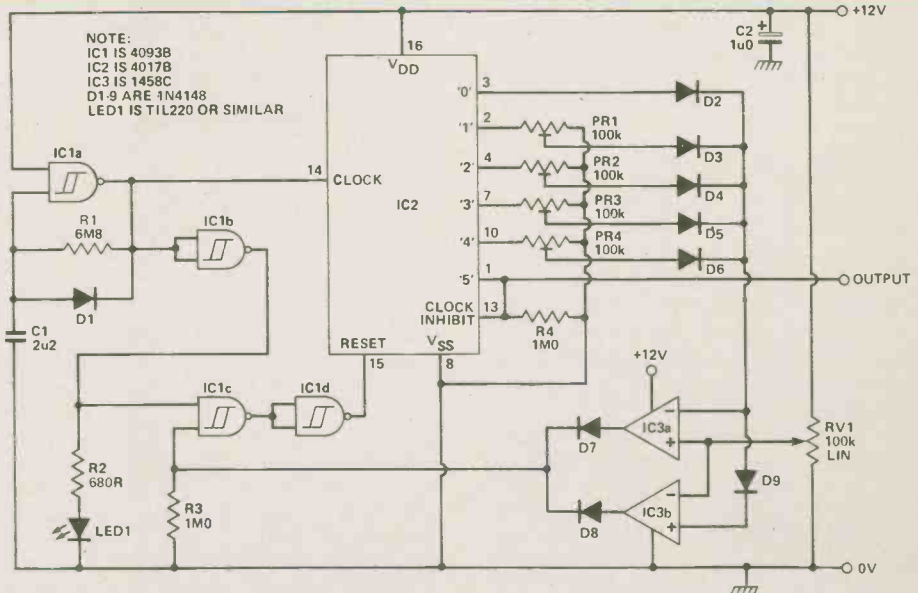 NOTE:
IC1 IS 4093B
IC2 IS 4017B
IC3 IS 1458C
D1-9 ARE 1N4148
LED1 IS TIL220 OR SIMILAR
+12V
C2
1u0
+
16
VDD
IC1a
14
CLOCK
IC2
R1
6M8
D1
C1
2u2
IC1b
'0'
3
D2
'1'
2
PR1
100k
D3
'2'
4
PR2
100k
D4
'3'
7
PR3
100k
D5
'4'
10
PR4
100k
D6
'5'
1
OUTPUT
CLOCK
INHIBIT
13
R4
1M0
RESET
15
VSS
8
IC1c
IC1d
R2
680R
LED1
R3
1M0
+12V
IC3a
−
+
D7
IC3b
−
+
D8
D9
RV1
100k
LIN
0V